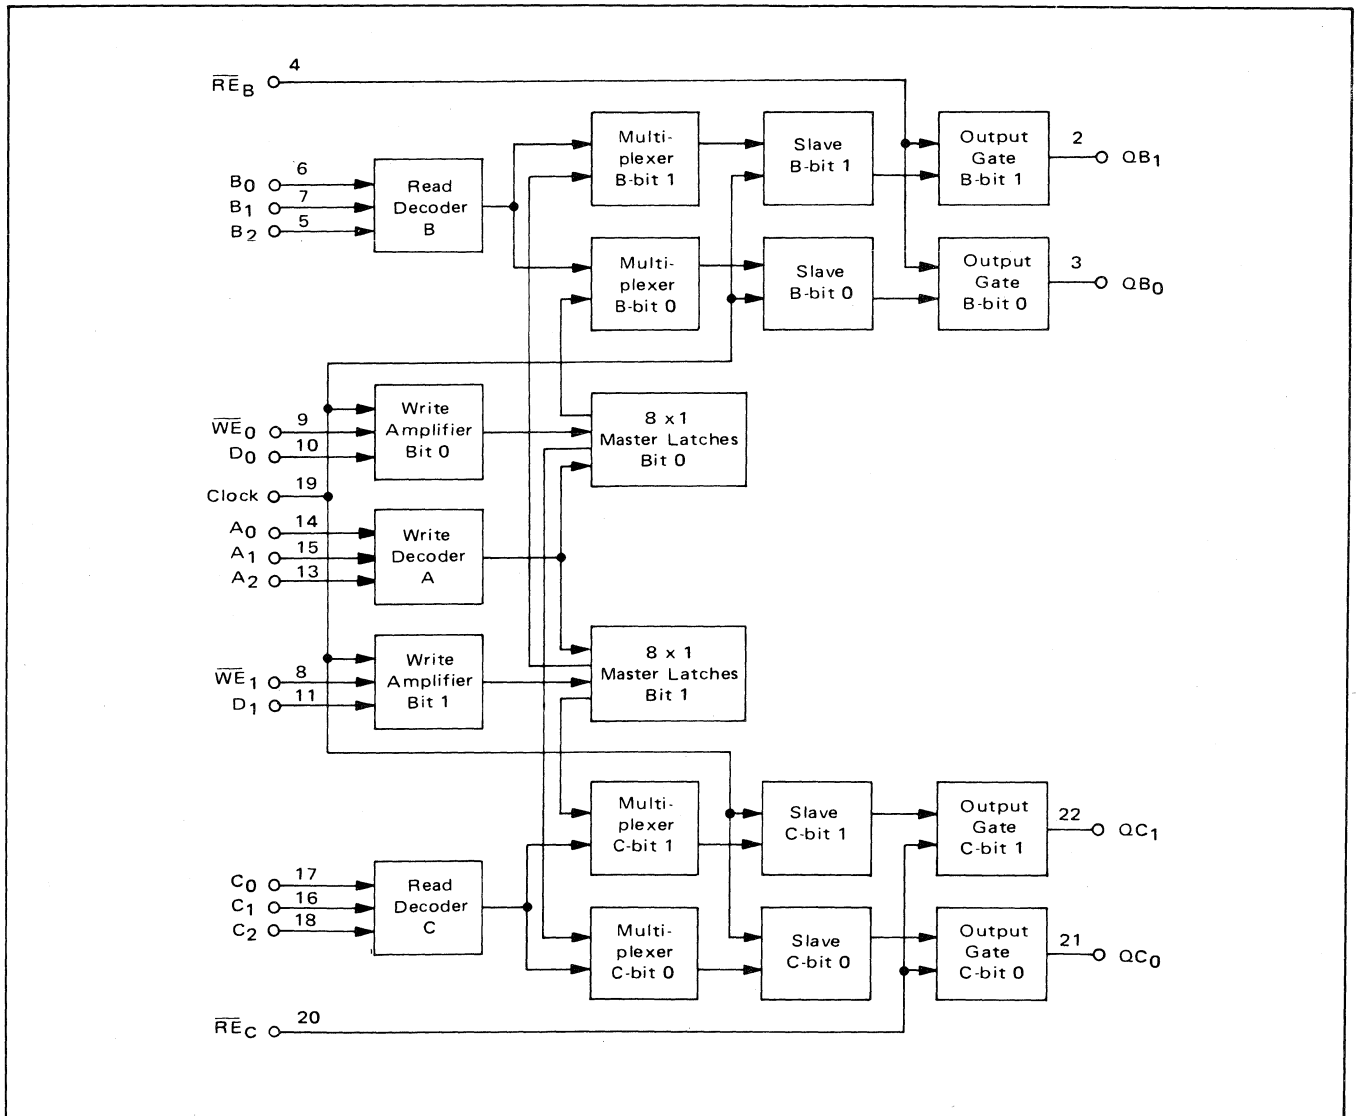 4
R̅E̅B
Multi-
plexer
B-bit 1
Slave
B-bit 1
Output
Gate
B-bit 1
2
QB1
B0
6
B1
7
B2
5
Read
Decoder
B
Multi-
plexer
B-bit 0
Slave
B-bit 0
Output
Gate
B-bit 0
3
QB0
W̅E̅0
9
D0
10
Write
Amplifier
Bit 0
8 x 1
Master Latches
Bit 0
Clock
19
A0
14
A1
15
A2
13
Write
Decoder
A
W̅E̅1
8
D1
11
Write
Amplifier
Bit 1
8 x 1
Master Latches
Bit 1
Multi-
plexer
C-bit 1
Slave
C-bit 1
Output
Gate
C-bit 1
22
QC1
C0
17
C1
16
C2
18
Read
Decoder
C
Multi-
plexer
C-bit 0
Slave
C-bit 0
Output
Gate
C-bit 0
21
QC0
R̅E̅C
20